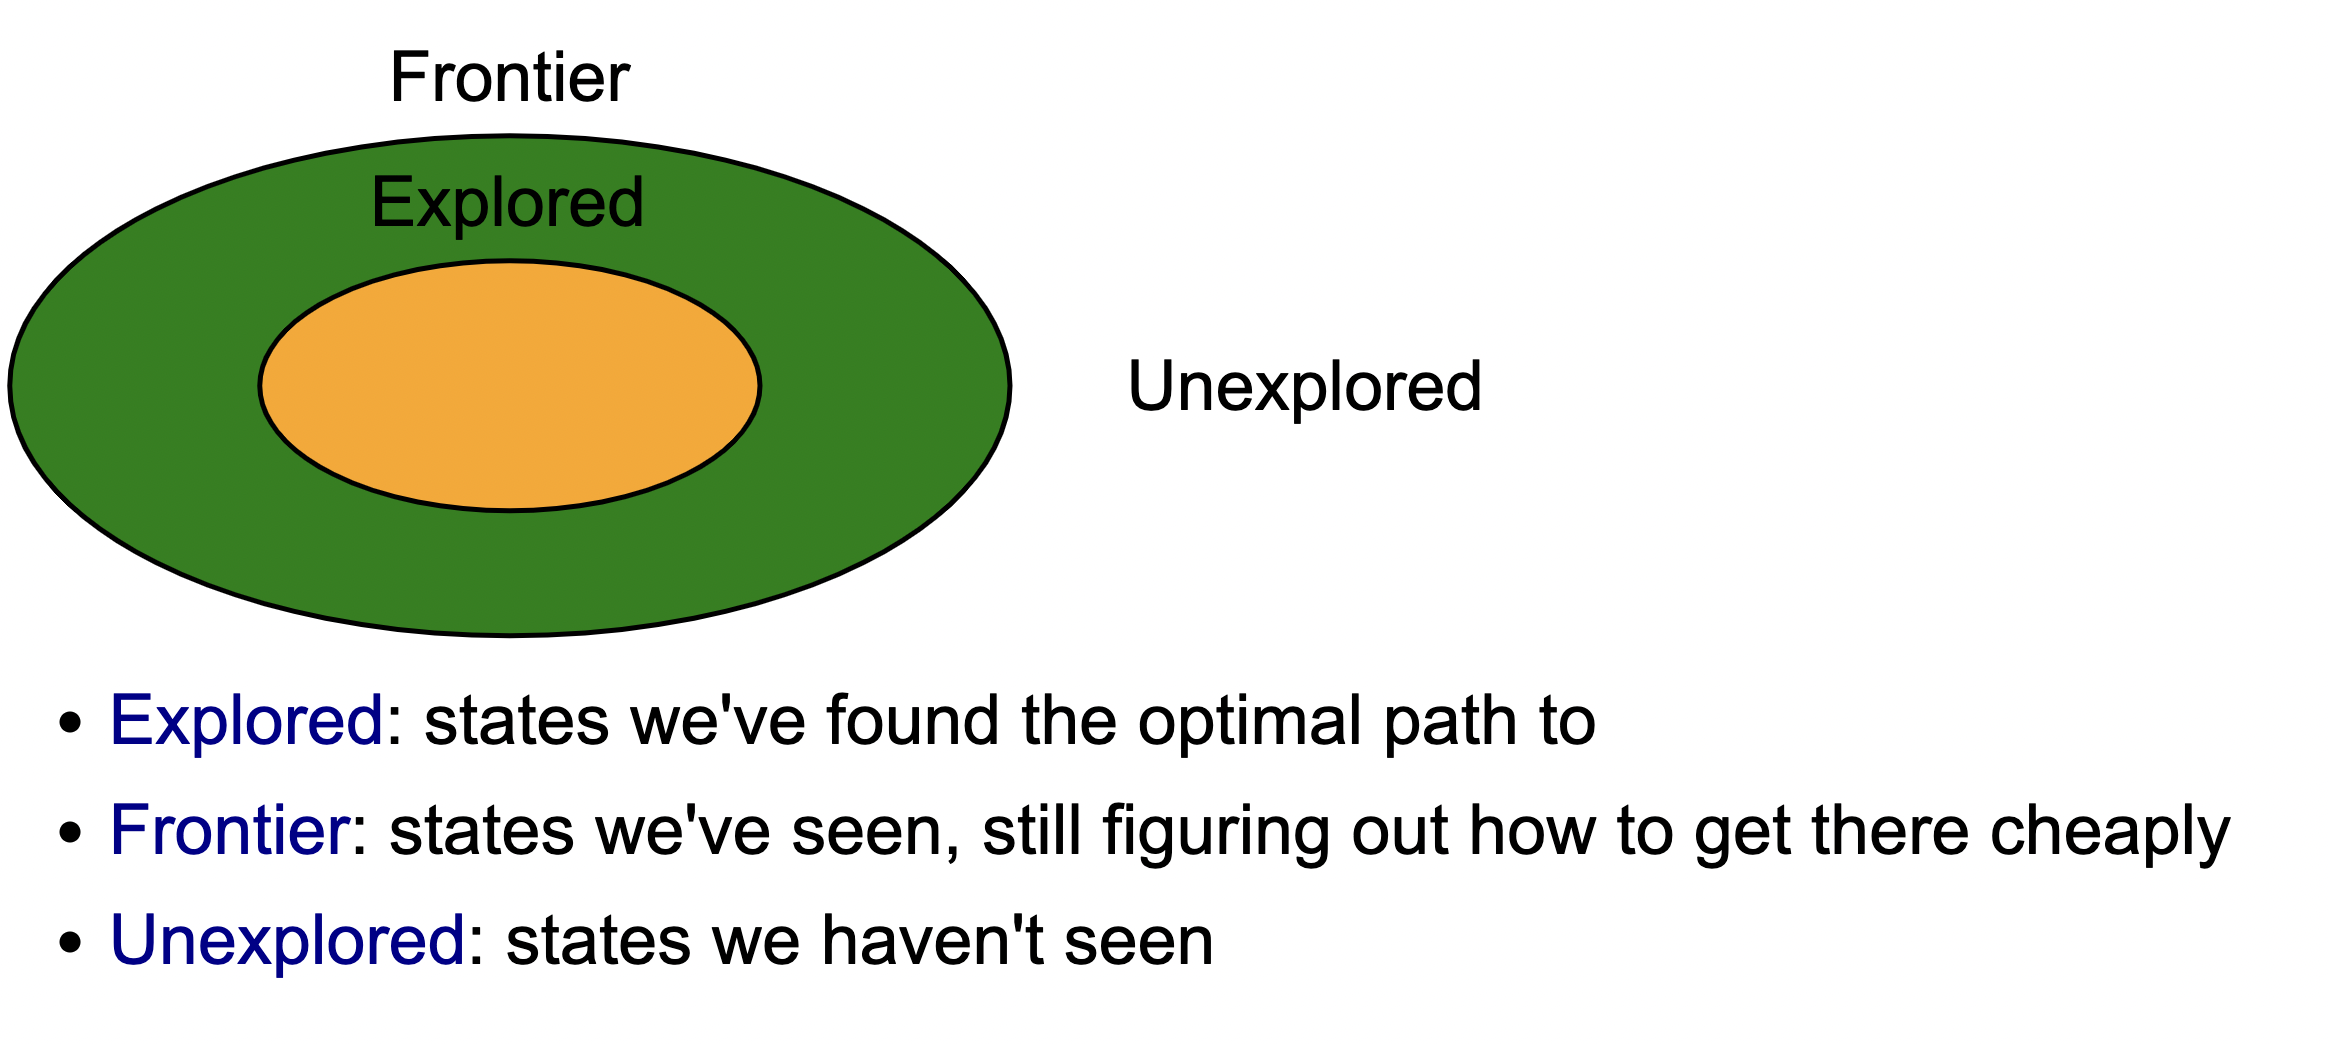 Frontier
Explored
Unexplored
• Explored: states we've found the optimal path to
• Frontier: states we've seen, still figuring out how to get there cheaply
• Unexplored: states we haven't seen